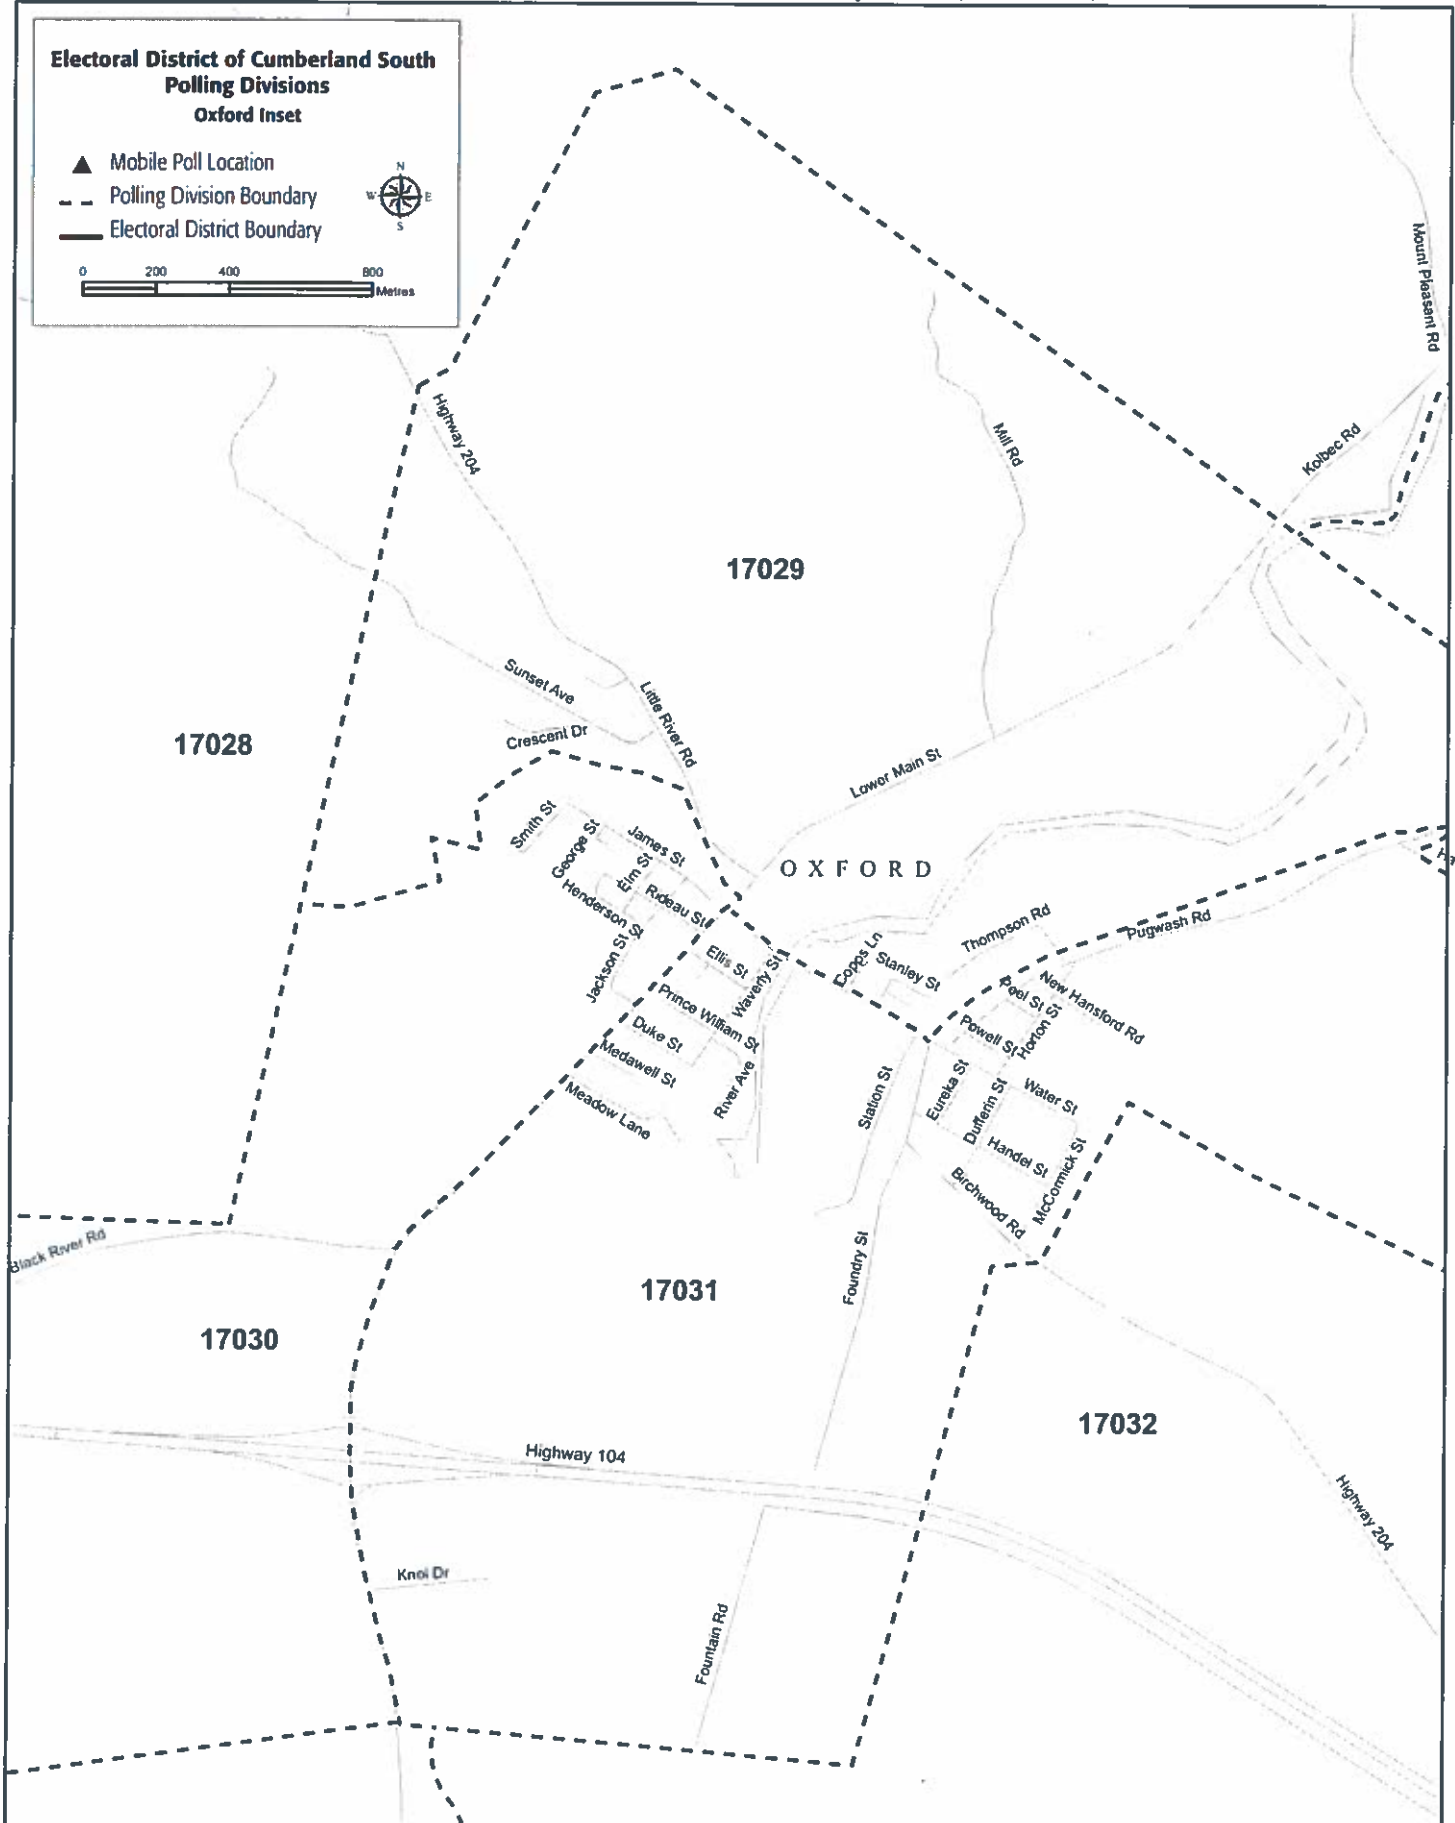 Electoral District of Cumberland South
Polling Divisions
Oxford Inset
Mobile Poll Location
Polling Division Boundary
Electoral District Boundary
N
W
E
S
0 200 400 800
Metres
Mount Pleasant Rd
Highway 204
Mill Rd
Kolbec Rd
17029
Sunset Ave
Little River Rd
17028
Crescent Dr
Lower Main St
Smith St
George St
James St
OXFORD
Elm St
Rideau St
Henderson St
Jackson St
Ellis St
Waverly St
Copps Ln
Stanley St
Thompson Rd
Pugwash Rd
Peel St
New Hansford Rd
Prince William St
Duke St
Medawell St
Powell St
Horton St
Meadow Lane
River Ave
Station St
Eureka St
Dufferin St
Water St
Handel St
McCormick St
Birchwood Rd
Black River Rd
Foundry St
17031
17030
17032
Highway 104
Highway 204
Knol Dr
Fountain Rd